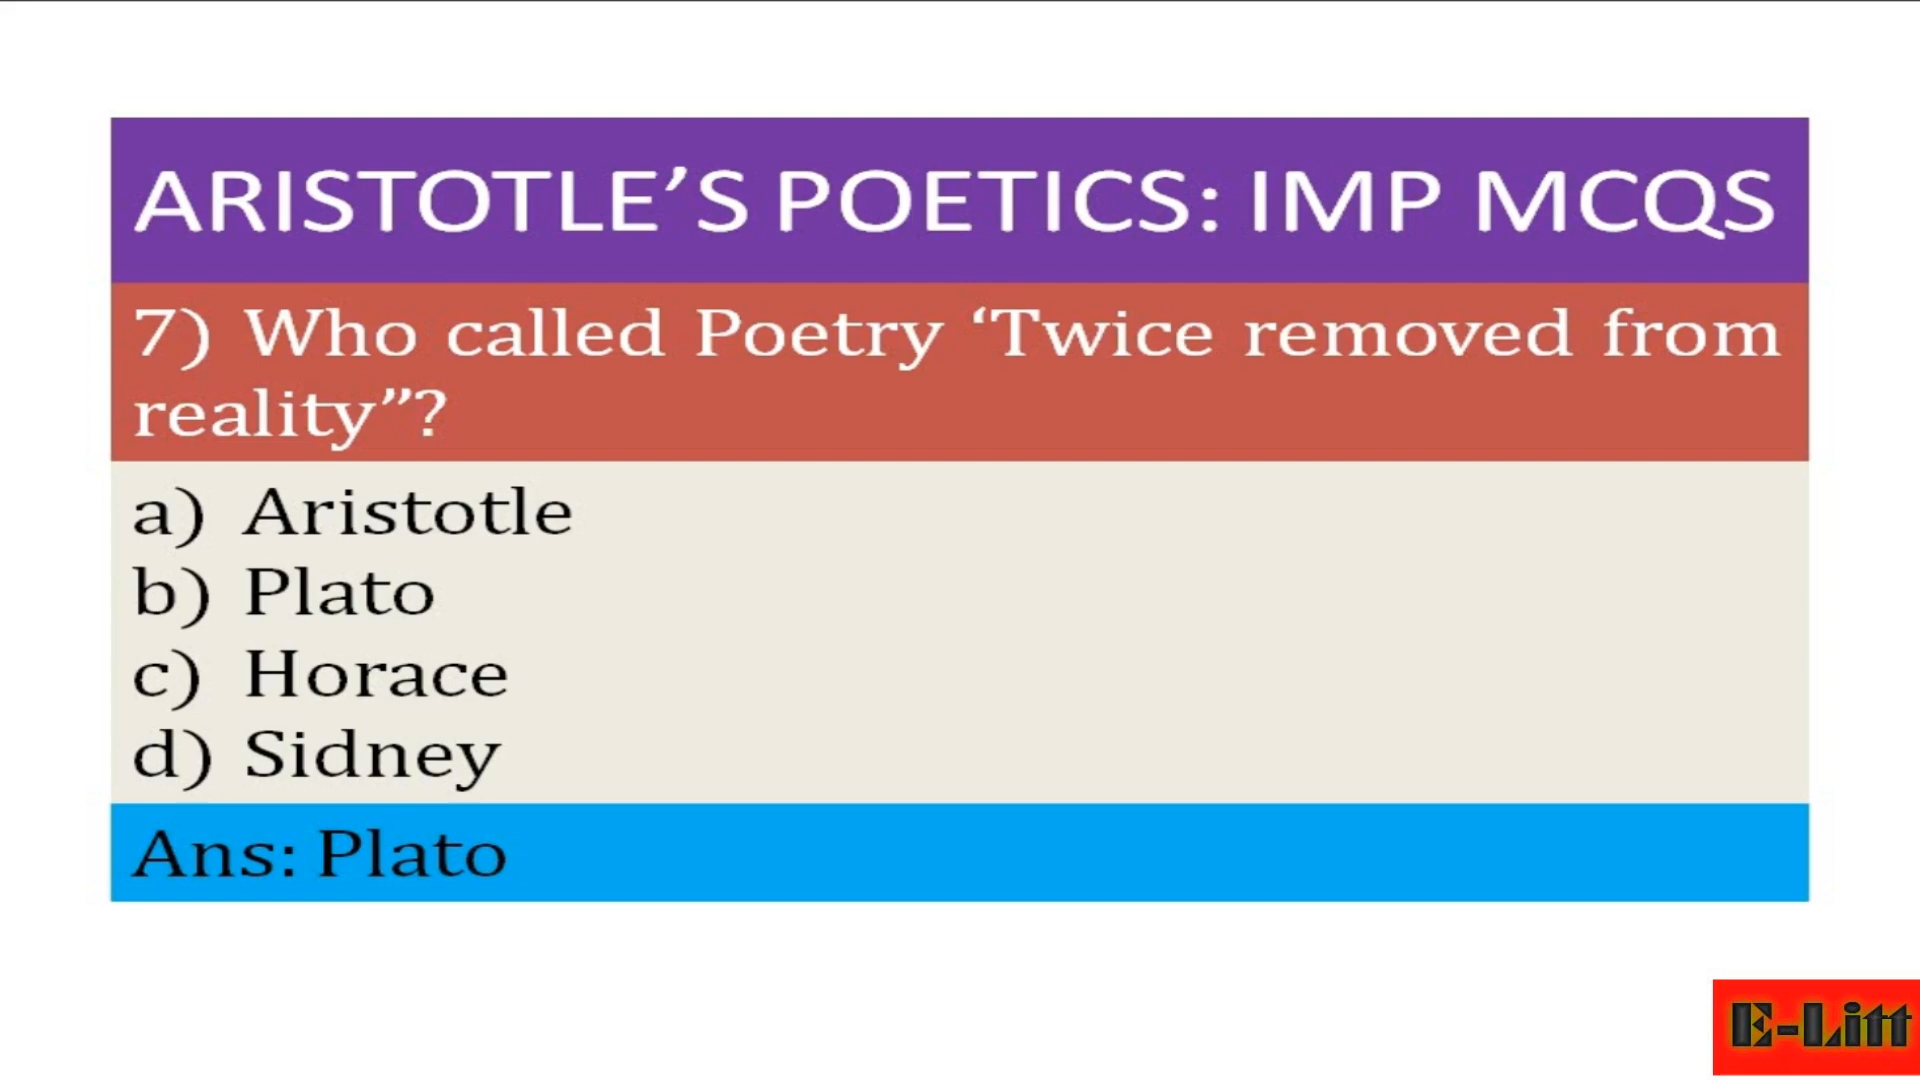 ARISTOTLE’S POETICS: IMP MCQS
7) Who called Poetry ‘Twice removed from
reality”?
a) Aristotle
b) Plato
c) Horace
d) Sidney
Ans: Plato
E-Litt